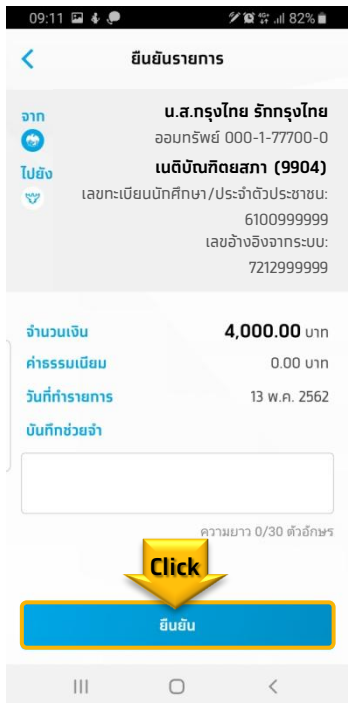 09:11 82%
ยืนยันรายการ
จาก น.ส.กรุงไทย รักกรุงไทย
ออมทรัพย์ 000-1-77700-0
ไปยัง เนติบัณฑิตยสภา (9904)
เลขทะเบียนนักศึกษา/ประจำตัวประชาชน:
6100999999
เลขอ้างอิงจากระบบ:
7212999999
จำนวนเงิน 4,000.00 บาท
ค่าธรรมเนียม 0.00 บาท
วันที่ทำรายการ 13 พ.ค. 2562
บันทึกช่วยจำ
ความยาว 0/30 ตัวอักษร
Click
ยืนยัน